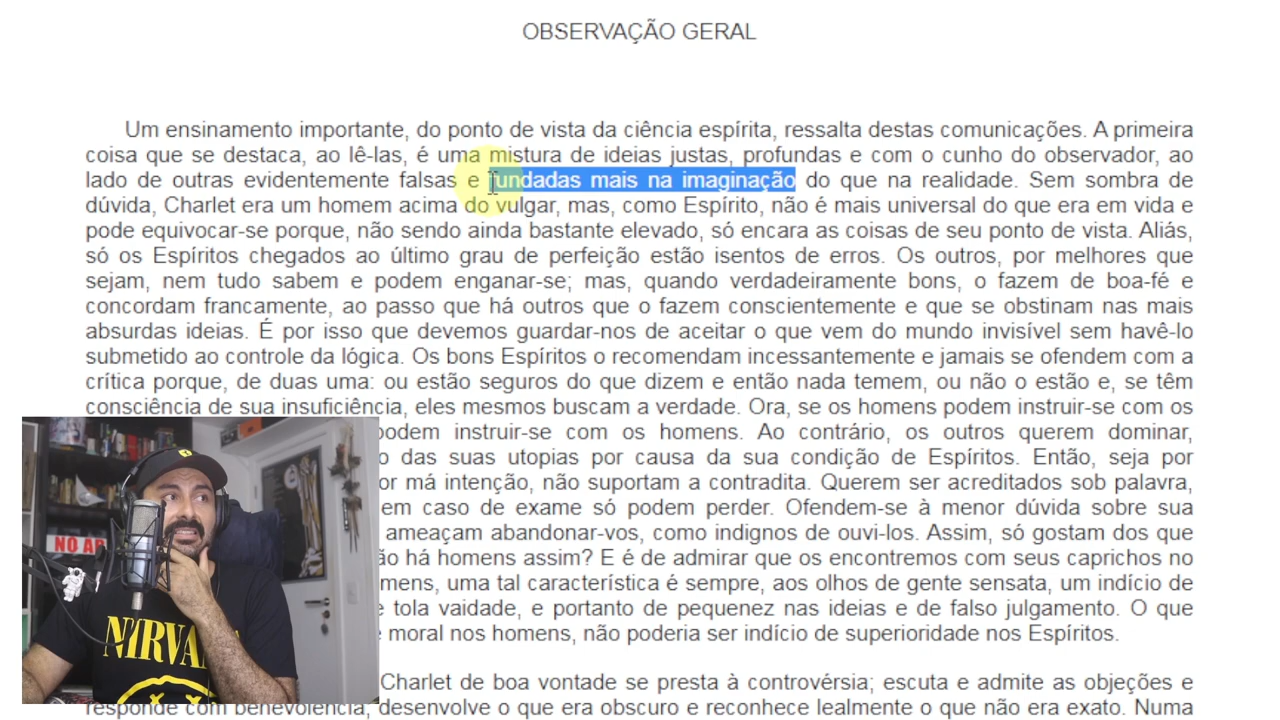 OBSERVAÇÃO GERAL
Um ensinamento importante, do ponto de vista da ciência espírita, ressalta destas comunicações. A primeira
coisa que se destaca, ao lê-las, é uma mistura de ideias justas, profundas e com o cunho do observador, ao
lado de outras evidentemente falsas e fundadas mais na imaginação do que na realidade. Sem sombra de
dúvida, Charlet era um homem acima do vulgar, mas, como Espírito, não é mais universal do que era em vida e
pode equivocar-se porque, não sendo ainda bastante elevado, só encara as coisas de seu ponto de vista. Aliás,
só os Espíritos chegados ao último grau de perfeição estão isentos de erros. Os outros, por melhores que
sejam, nem tudo sabem e podem enganar-se; mas, quando verdadeiramente bons, o fazem de boa-fé e
concordam francamente, ao passo que há outros que o fazem conscientemente e que se obstinam nas mais
absurdas ideias. É por isso que devemos guardar-nos de aceitar o que vem do mundo invisível sem havê-lo
submetido ao controle da lógica. Os bons Espíritos o recomendam incessantemente e jamais se ofendem com a
crítica porque, de duas uma: ou estão seguros do que dizem e então nada temem, ou não o estão e, se têm
consciência de sua insuficiência, eles mesmos buscam a verdade. Ora, se os homens podem instruir-se com os
podem instruir-se com os homens. Ao contrário, os outros querem dominar,
das suas utopias por causa da sua condição de Espíritos. Então, seja por
má intenção, não suportam a contradita. Querem ser acreditados sob palavra,
em caso de exame só podem perder. Ofendem-se à menor dúvida sobre sua
ameaçam abandonar-vos, como indignos de ouvi-los. Assim, só gostam dos que
há homens assim? E é de admirar que os encontremos com seus caprichos no
uma tal característica é sempre, aos olhos de gente sensata, um indício de
tola vaidade, e portanto de pequenez nas ideias e de falso julgamento. O que
moral nos homens, não poderia ser indício de superioridade nos Espíritos.
Charlet de boa vontade se presta à controvérsia; escuta e admite as objeções e
responde com benevolência; desenvolve o que era obscuro e reconhece lealmente o que não era exato. Numa
NO AR
NIRVA